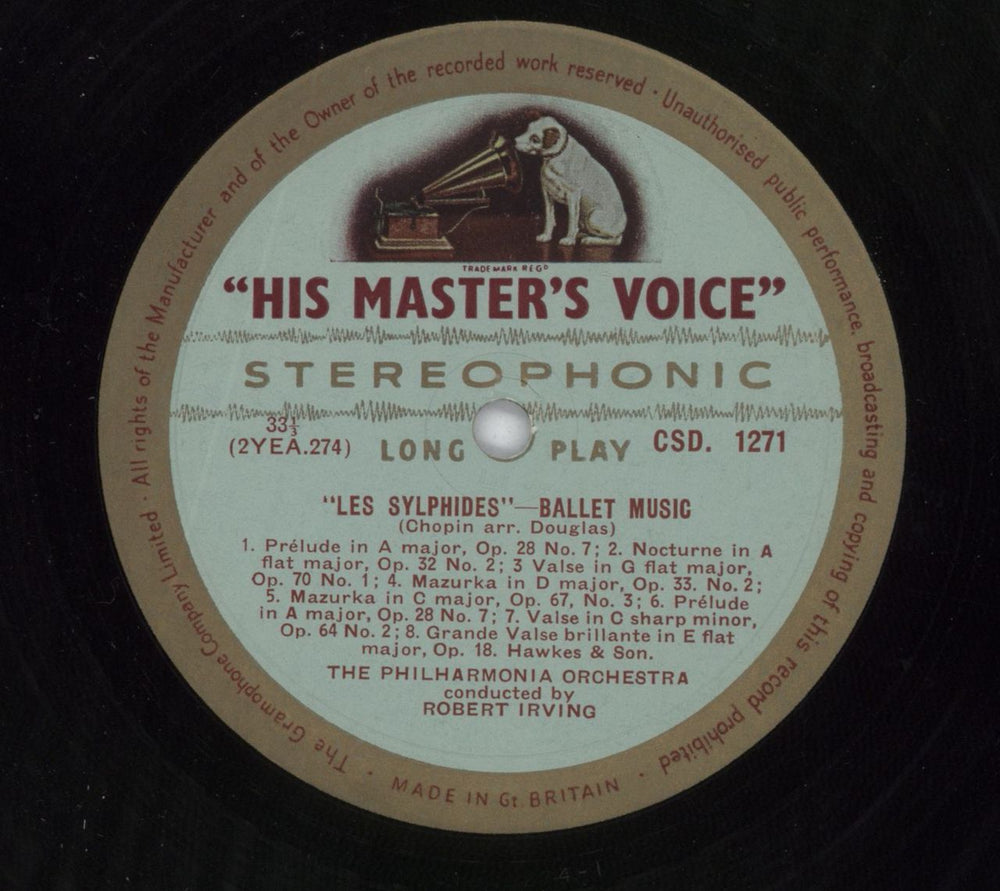 All rights of the Manufacturer and of the Owner of the recorded work reserved · Unauthorised public performance, broadcasting and copying of this record prohibited ·
TRADE MARK REGD
“HIS MASTER’S VOICE”
STEREOPHONIC
33⅓
(2YEA.274)
LONG PLAY
CSD. 1271
“LES SYLPHIDES”—BALLET MUSIC
(Chopin arr. Douglas)
1. Prélude in A major, Op. 28 No. 7; 2. Nocturne in A
flat major, Op. 32 No. 2; 3 Valse in G flat major,
Op. 70 No. 1; 4. Mazurka in D major, Op. 33. No. 2;
5. Mazurka in C major, Op. 67, No. 3; 6. Prélude
in A major, Op. 28 No. 7; 7. Valse in C sharp minor,
Op. 64 No. 2; 8. Grande Valse brillante in E flat
major, Op. 18. Hawkes & Son.
THE PHILHARMONIA ORCHESTRA
conducted by
ROBERT IRVING
MADE IN Gt. BRITAIN
· The Gramophone Company Limited ·
4-1